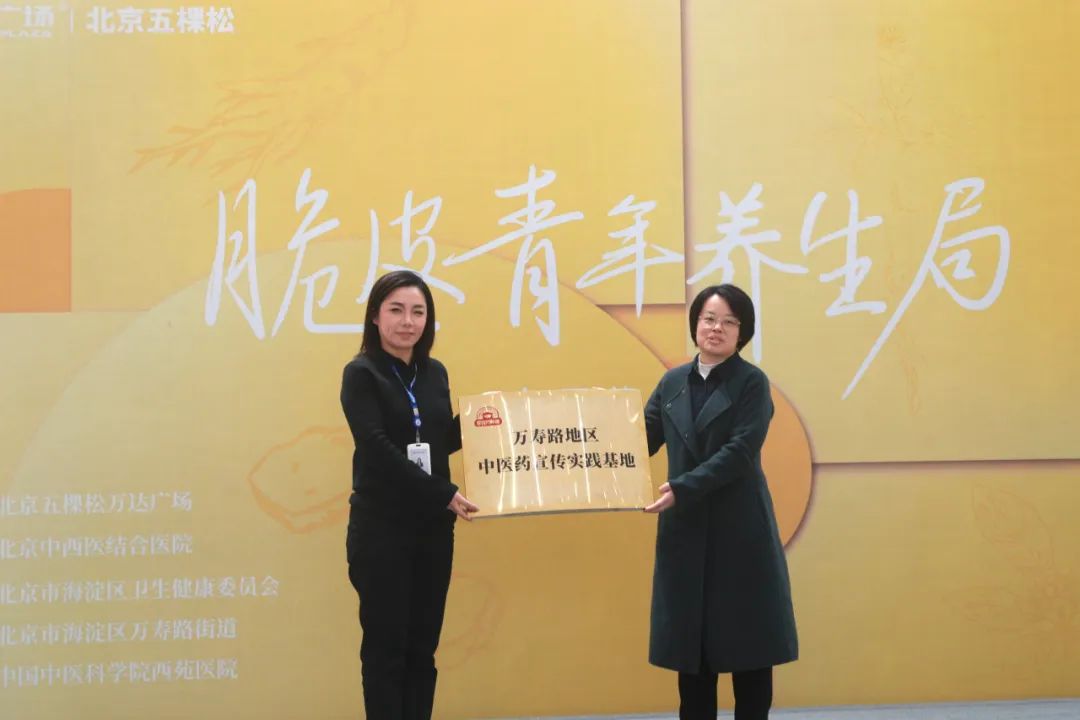 广场 | 北京五棵松
PLAZA
脆皮青年养生局
万寿路地区
中医药宣传实践基地
北京五棵松万达广场
北京中西医结合医院
北京市海淀区卫生健康委员会
北京市海淀区万寿路街道
中国中医科学院西苑医院